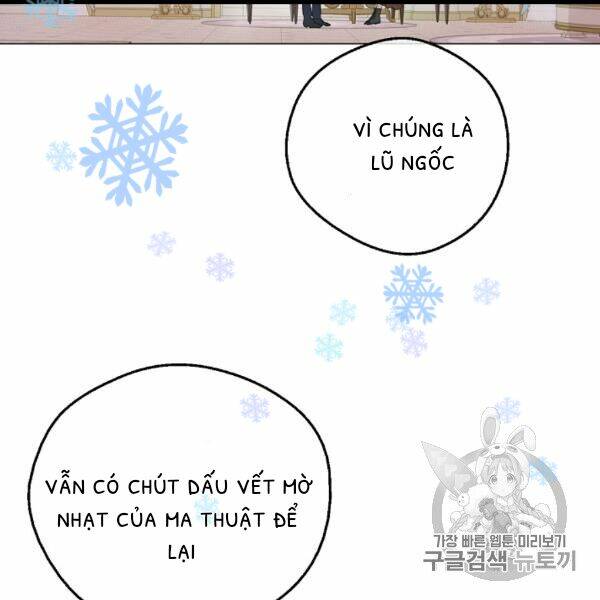 VÌ CHÚNG LÀ
LŨ NGỐC
VẪN CÓ CHÚT DẤU VẾT MỜ
NHẠT CỦA MA THUẬT ĐỂ
LẠI
가장 빠른 웹툰 미리보기
구글검색 뉴토끼